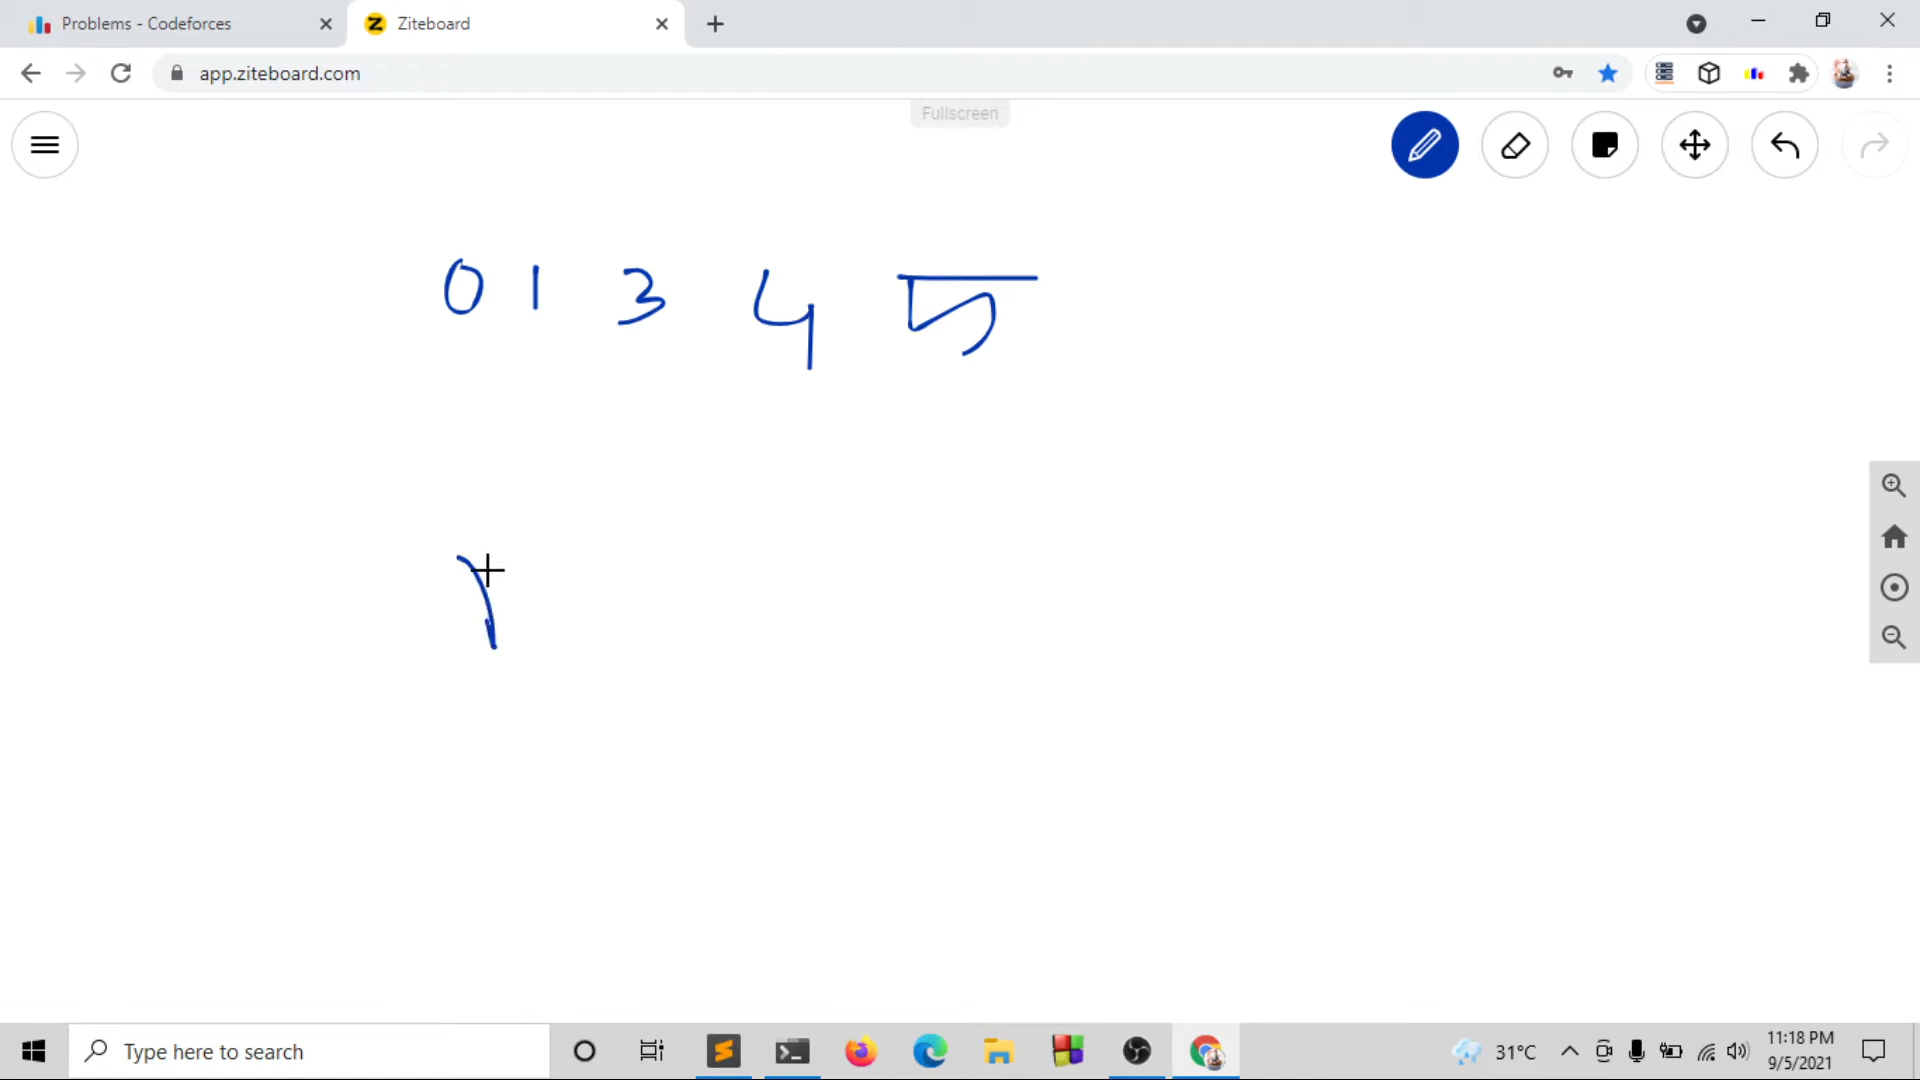 Problems - Codeforces
Ziteboard
app.ziteboard.com
Fullscreen
0 1 3 4 5
Type here to search
31°C
11:18 PM
9/5/2021